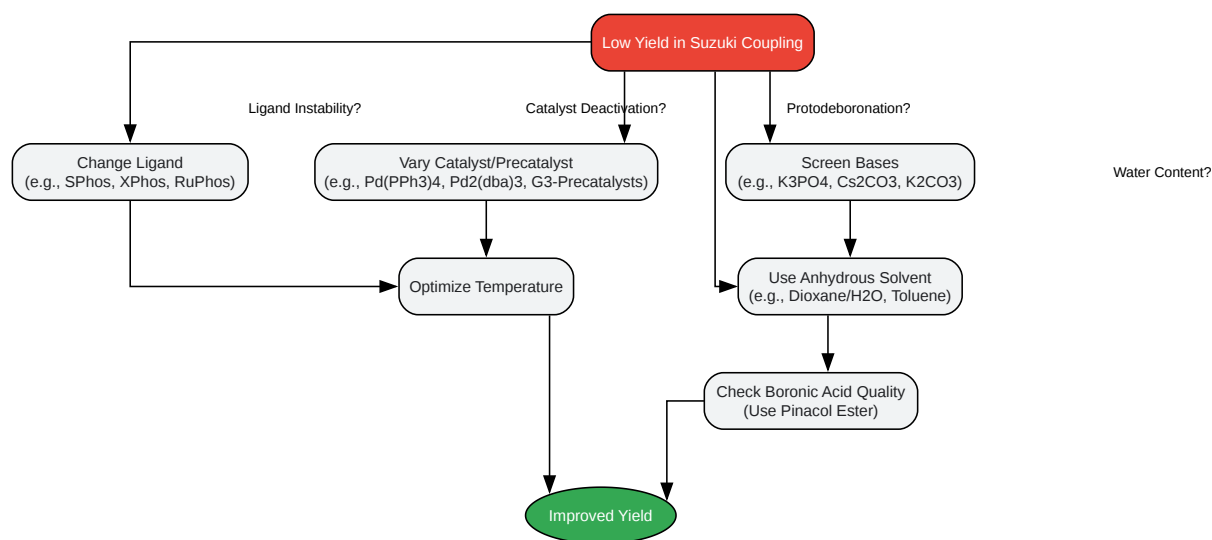 Low Yield in Suzuki Coupling
Ligand Instability?
Catalyst Deactivation?
Protodeboronation?
Change Ligand
(e.g., SPhos, XPhos, RuPhos)
Vary Catalyst/Precatalyst
(e.g., Pd(PPh3)4, Pd2(dba)3, G3-Precatalysts)
Screen Bases
(e.g., K3PO4, Cs2CO3, K2CO3)
Water Content?
Optimize Temperature
Use Anhydrous Solvent
(e.g., Dioxane/H2O, Toluene)
Check Boronic Acid Quality
(Use Pinacol Ester)
Improved Yield